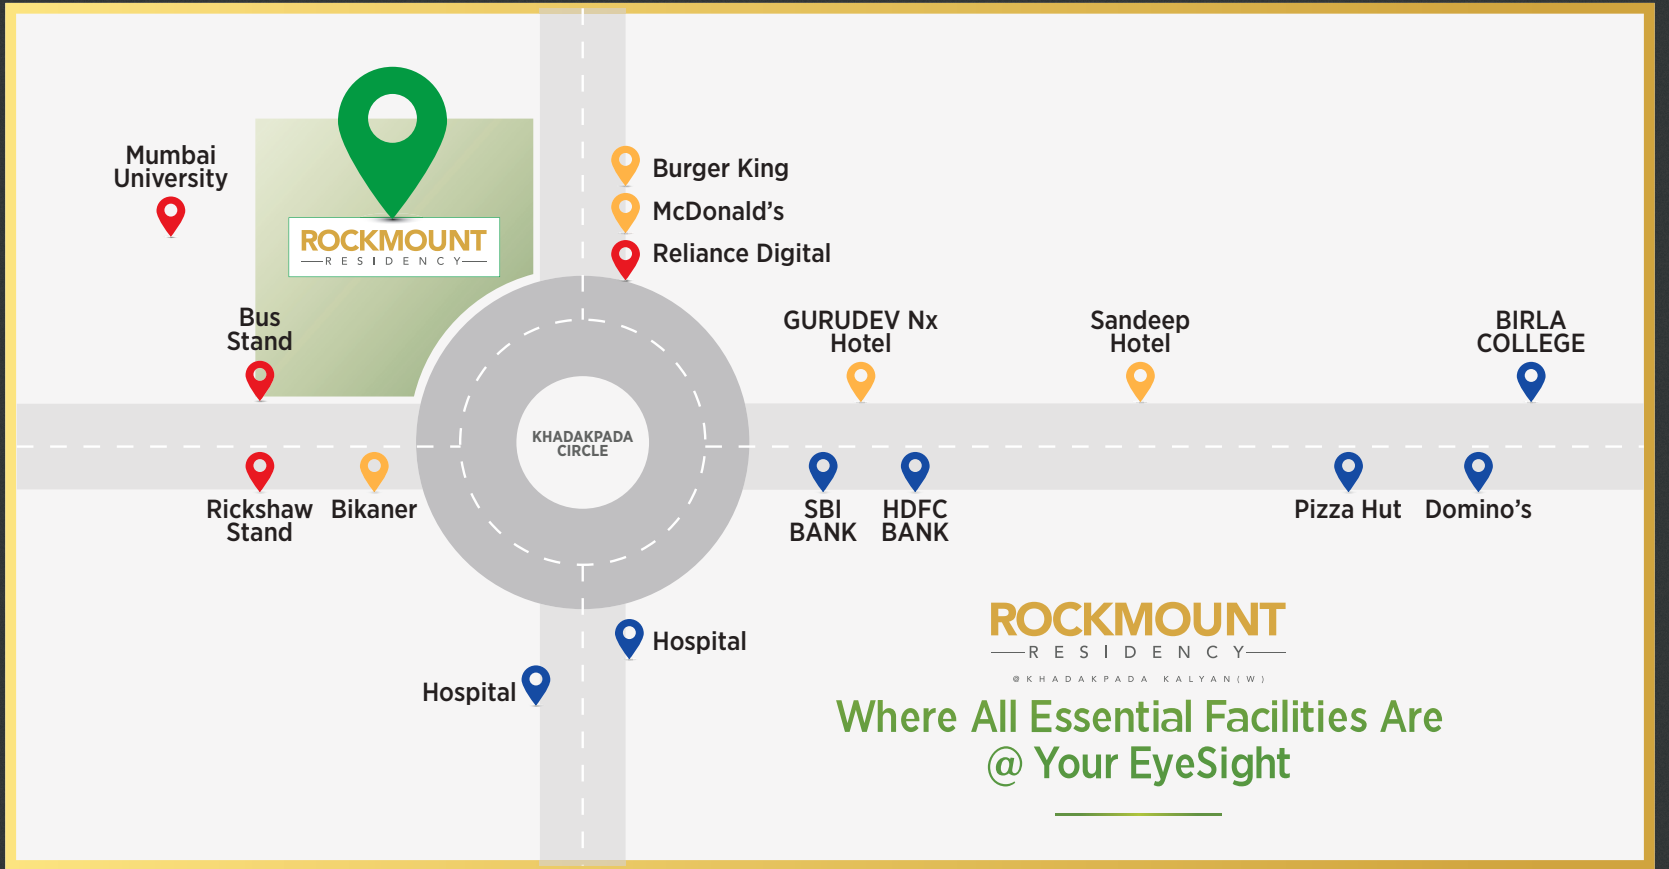 Mumbai
University
ROCKMOUNT
RESIDENCY
Burger King
McDonald’s
Reliance Digital
Bus
Stand
GURUDEV Nx
Hotel
Sandeep
Hotel
BIRLA
COLLEGE
KHADAKPADA
CIRCLE
Rickshaw
Stand
Bikaner
SBI
BANK
HDFC
BANK
Pizza Hut
Domino’s
Hospital
Hospital
ROCKMOUNT
RESIDENCY
@KHADAKPADA KALYAN(W)
Where All Essential Facilities Are
@ Your EyeSight